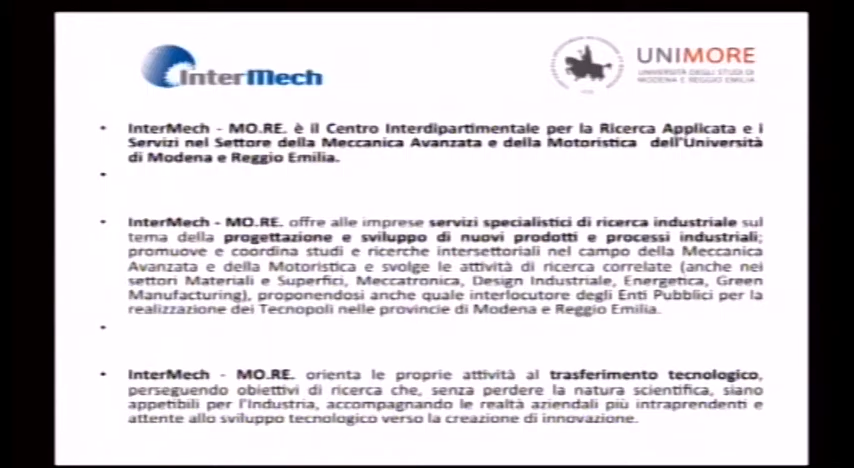 InterMech
UNIMORE
UNIVERSITÀ DEGLI STUDI DI
MODENA E REGGIO EMILIA
• InterMech - MO.RE. è il Centro Interdipartimentale per la Ricerca Applicata e i
Servizi nel Settore della Meccanica Avanzata e della Motoristica dell'Università
di Modena e Reggio Emilia.
•
• InterMech - MO.RE. offre alle imprese servizi specialistici di ricerca industriale sul
tema della progettazione e sviluppo di nuovi prodotti e processi industriali;
promuove e coordina studi e ricerche intersettoriali nel campo della Meccanica
Avanzata e della Motoristica e svolge le attività di ricerca correlate (anche nei
settori Materiali e Superfici, Meccatronica, Design Industriale, Energetica, Green
Manufacturing), proponendosi anche quale interlocutore degli Enti Pubblici per la
realizzazione dei Tecnopoli nelle provincie di Modena e Reggio Emilia.
•
• InterMech - MO.RE. orienta le proprie attività al trasferimento tecnologico,
perseguendo obiettivi di ricerca che, senza perdere la natura scientifica, siano
appetibili per l'Industria, accompagnando le realtà aziendali più intraprendenti e
attente allo sviluppo tecnologico verso la creazione di innovazione.